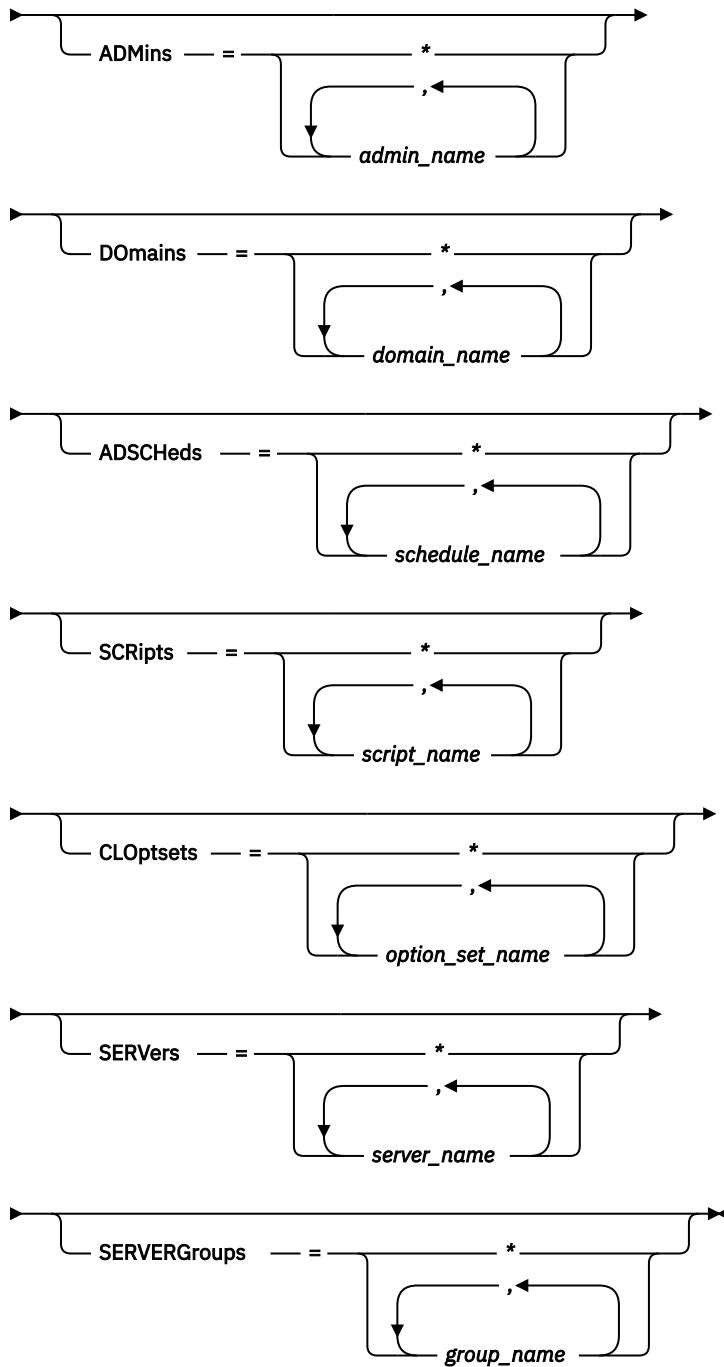 ADMins = *
,
admin_name
DOmains = *
,
domain_name
ADSCHeds = *
,
schedule_name
SCRipts = *
,
script_name
CLOptsets = *
,
option_set_name
SERVers = *
,
server_name
SERVERGroups = *
,
group_name